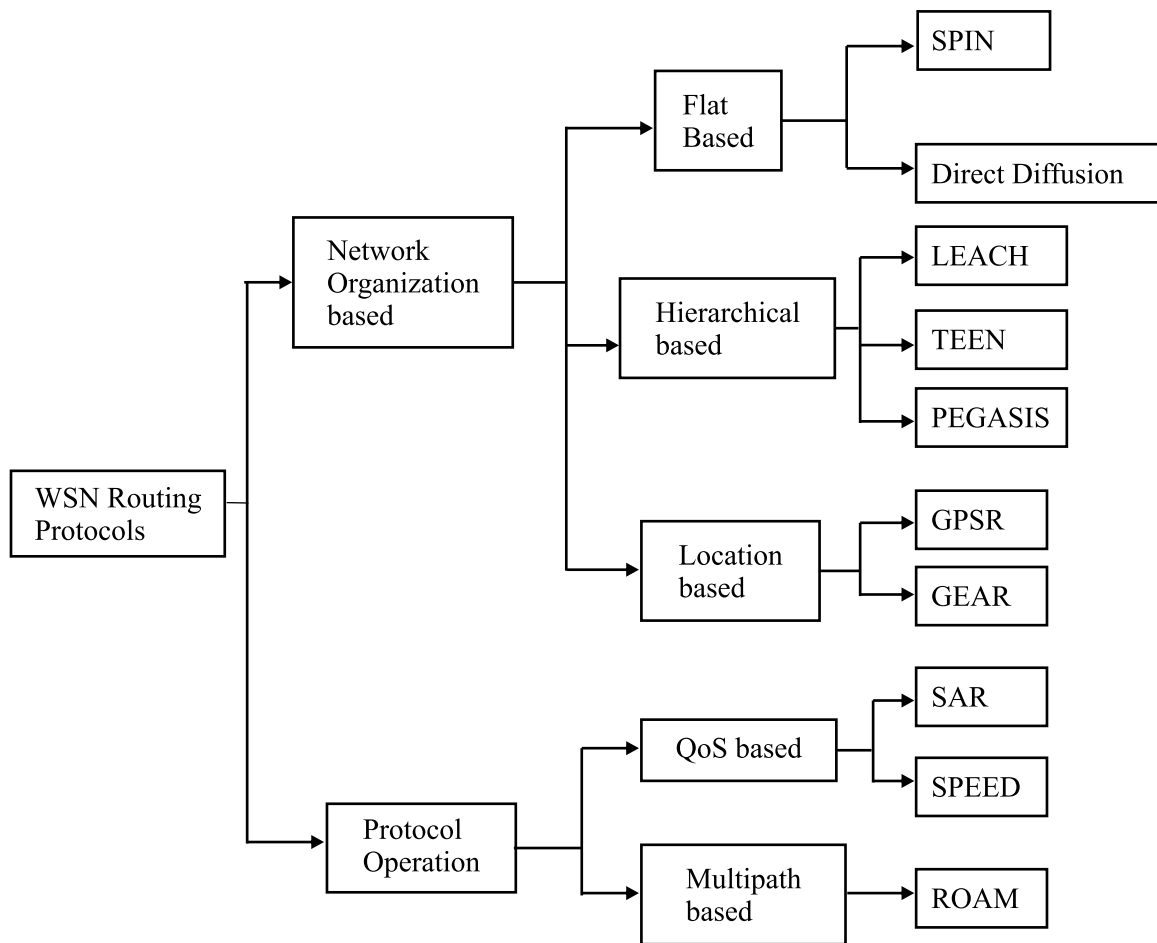 SPIN
Flat
Based
Direct Diffusion
Network
Organization
based
LEACH
Hierarchical
based
TEEN
PEGASIS
WSN Routing
Protocols
GPSR
Location
based
GEAR
SAR
QoS based
SPEED
Protocol
Operation
Multipath
based
ROAM